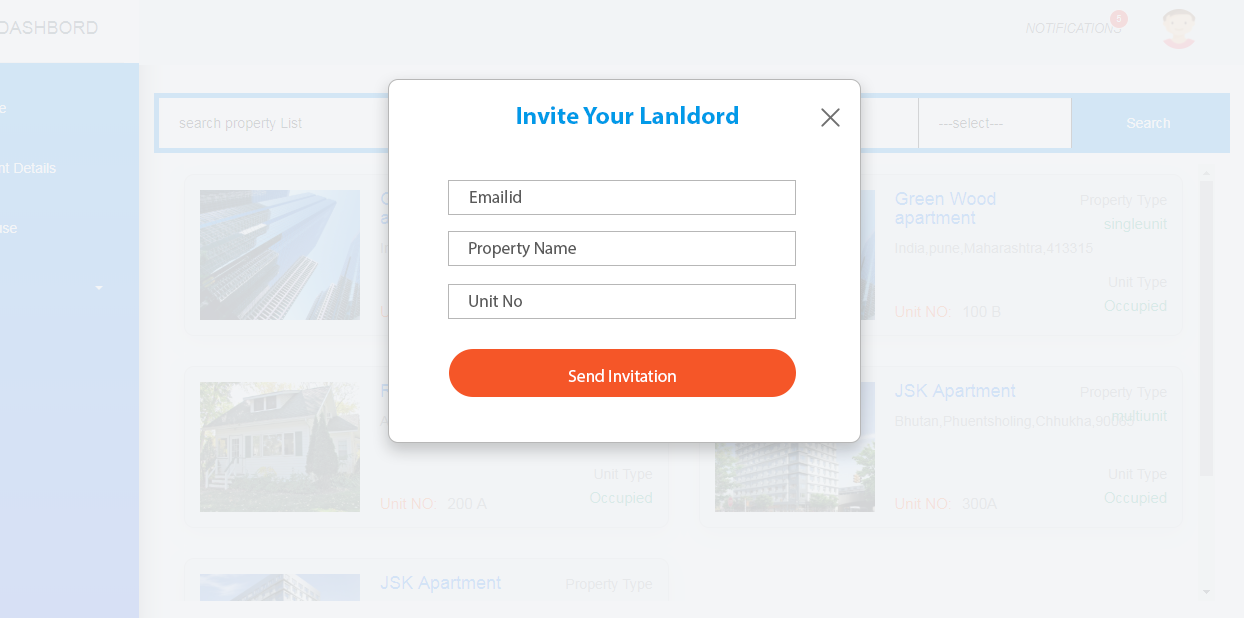 DASHBORD
NOTIFICATIONS
5
search property List
---select---
Search
Invite Your Lanldord
Emailid
Property Name
Unit No
Send Invitation
nt Details
Green Wood
apartment
India,pune,Maharashtra,413315
Unit NO: 100 B
Property Type
singleunit
Unit Type
Occupied
Unit NO: 200 A
Unit Type
Occupied
JSK Apartment
Bhutan,Phuentsholing,Chhukha,90085
Unit NO: 300A
Property Type
multiunit
Unit Type
Occupied
JSK Apartment
Property Type